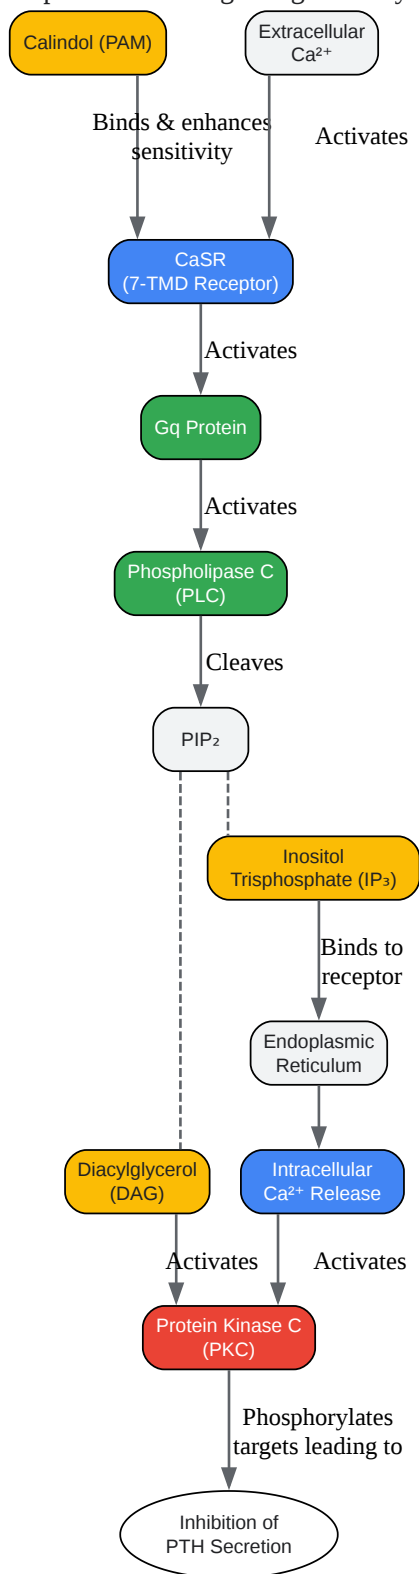 Calindol (PAM)
Extracellular
Ca²⁺
Binds & enhances
sensitivity
Activates
CaSR
(7-TMD Receptor)
Activates
Gq Protein
Activates
Phospholipase C
(PLC)
Cleaves
PIP₂
Inositol
Trisphosphate (IP₃)
Binds to
receptor
Endoplasmic
Reticulum
Diacylglycerol
(DAG)
Intracellular
Ca²⁺ Release
Activates
Activates
Protein Kinase C
(PKC)
Phosphorylates
targets leading to
Inhibition of
PTH Secretion